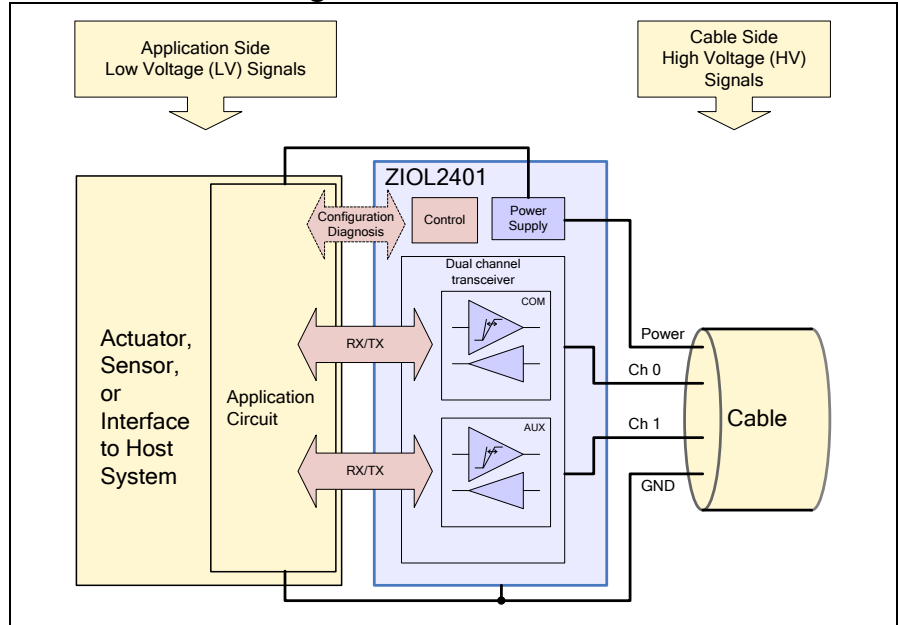 Application Side
Low Voltage (LV) Signals
Cable Side
High Voltage (HV)
Signals
ZIOL2401
Configuration
Diagnosis
Control
Power
Supply
Dual channel
transceiver
COM
Actuator,
Sensor,
or
Interface
to Host
System
Application
Circuit
RX/TX
Power
Ch 0
AUX
RX/TX
Ch 1
GND
Cable